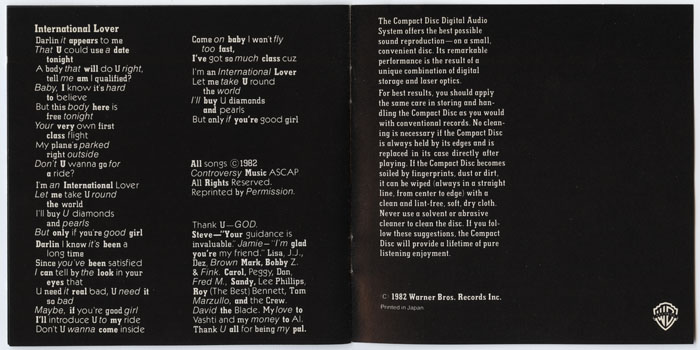 International Lover
Darlin it appears to me
That U could use a date
tonight
A body that will do U right,
tell me am I qualified?
Baby, I know it's hard
to believe
But this body here is
free tonight
Your very own first
class flight
My plane's parked
right outside
Don't U wanna go for
a ride?
I'm an International Lover
Let me take U round
the world
I'll buy U diamonds
and pearls
But only if you're good girl
Darlin I know it's been a
long time
Since you've been satisfied
I can tell by the look in your
eyes that
U need it real bad, U need it
so bad
Maybe, if you're good girl
I'll introduce U to my ride
Don't U wanna come inside
Come on baby I won't fly
too fast,
I've got so much class cuz
I'm an International Lover
Let me take U round
the world
I'll buy U diamonds
and pearls
But only if you're good girl
All songs ©1982
Controversy Music ASCAP
All Rights Reserved.
Reprinted by Permission.
Thank U—GOD.
Steve—"Your guidance is
invaluable." Jamie—"I'm glad
you're my friend." Lisa, J.J.,
Dez, Brown Mark, Bobby Z.
& Fink. Carol, Peggy, Dan,
Fred M., Sandy, Lee Phillips,
Roy (The Best) Bennett, Tom
Marzullo, and the Crew.
David the Blade. My love to
Vashti and my money to Al.
Thank U all for being my pal.
The Compact Disc Digital Audio
System offers the best possible
sound reproduction—on a small,
convenient disc. Its remarkable
performance is the result of a
unique combination of digital
storage and laser optics.
For best results, you should apply
the same care in storing and han-
dling the Compact Disc as you would
with conventional records. No clean-
ing is necessary if the Compact Disc
is always held by its edges and is
replaced in its case directly after
playing. If the Compact Disc becomes
soiled by fingerprints, dust or dirt,
it can be wiped (always in a straight
line, from center to edge) with a
clean and lint-free, soft, dry cloth.
Never use a solvent or abrasive
cleaner to clean the disc. If you fol-
low these suggestions, the Compact
Disc will provide a lifetime of pure
listening enjoyment.
© 1982 Warner Bros. Records Inc.
Printed in Japan